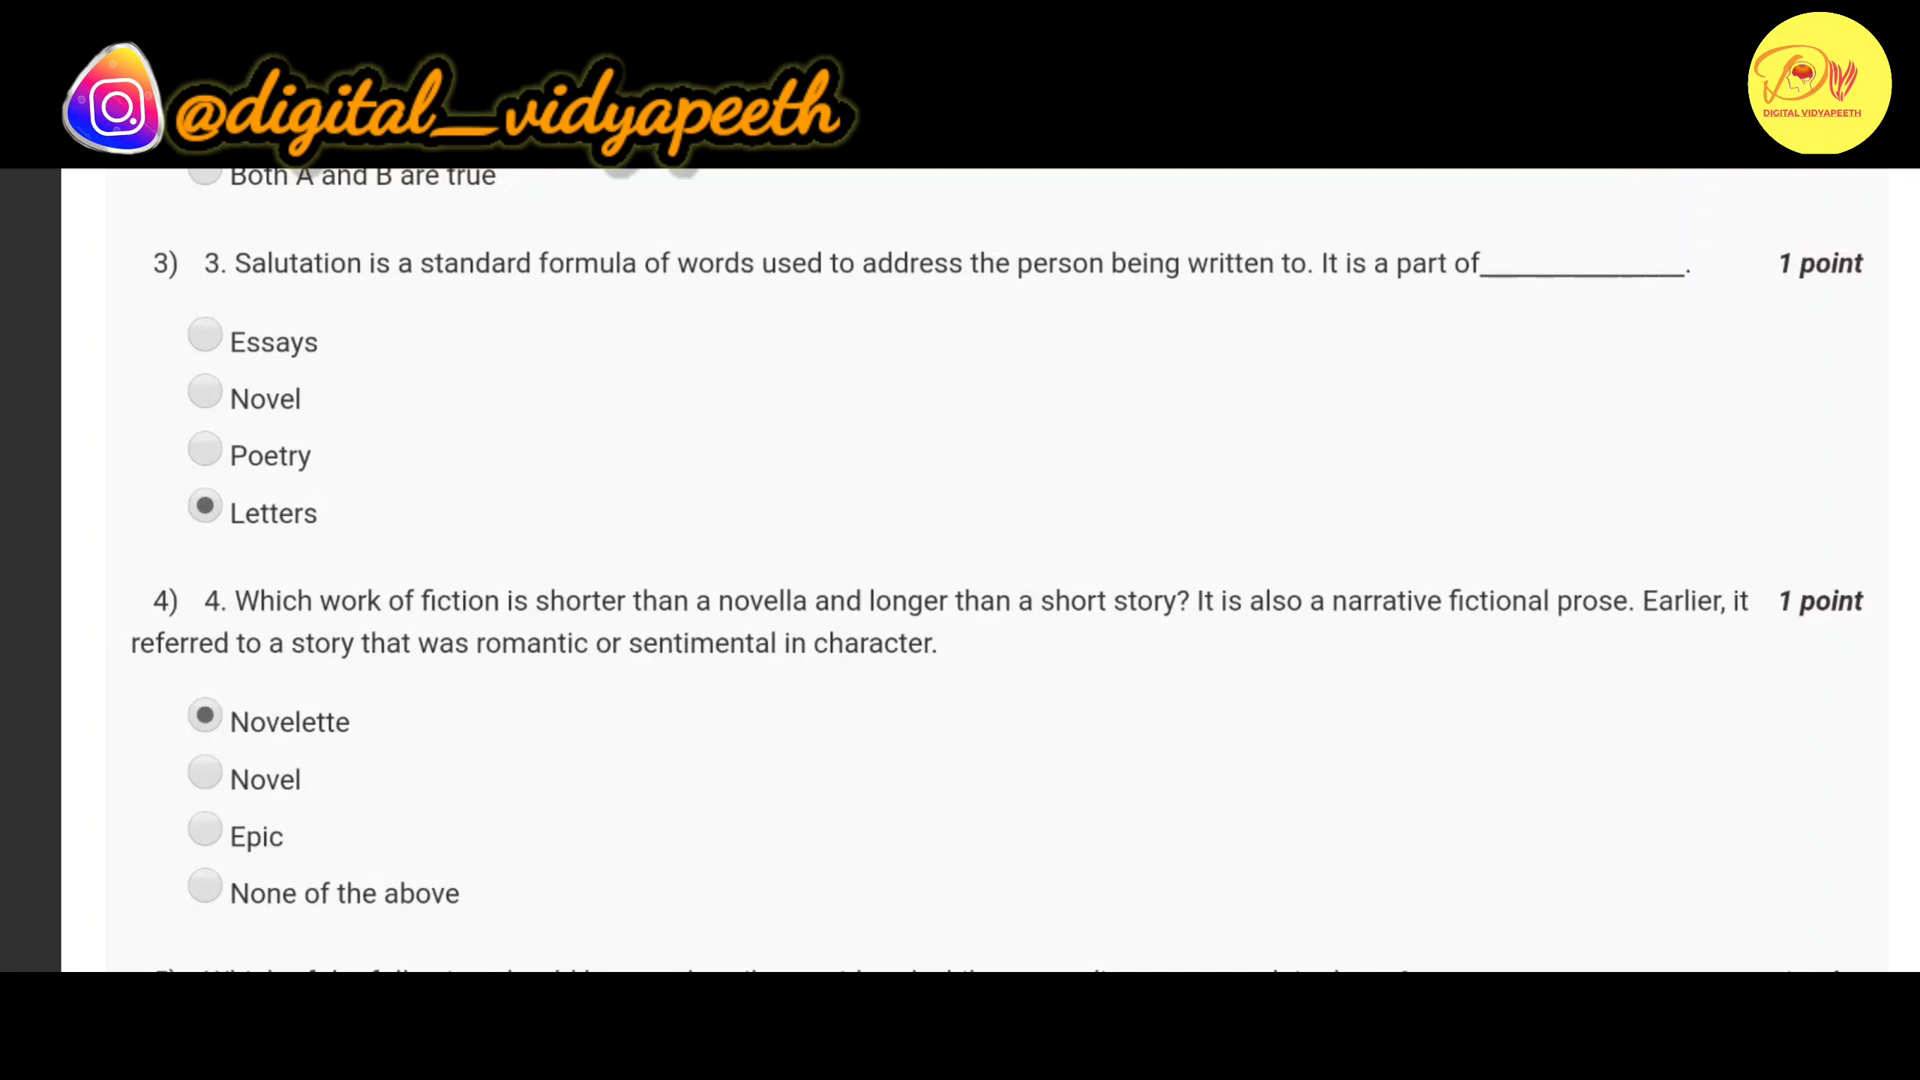 @digital_vidyapeeth
DIGITAL VIDYAPEETH
Both A and B are true
3) 3. Salutation is a standard formula of words used to address the person being written to. It is a part of______________. 1 point
Essays
Novel
Poetry
Letters
4) 4. Which work of fiction is shorter than a novella and longer than a short story? It is also a narrative fictional prose. Earlier, it 1 point
referred to a story that was romantic or sentimental in character.
Novelette
Novel
Epic
None of the above